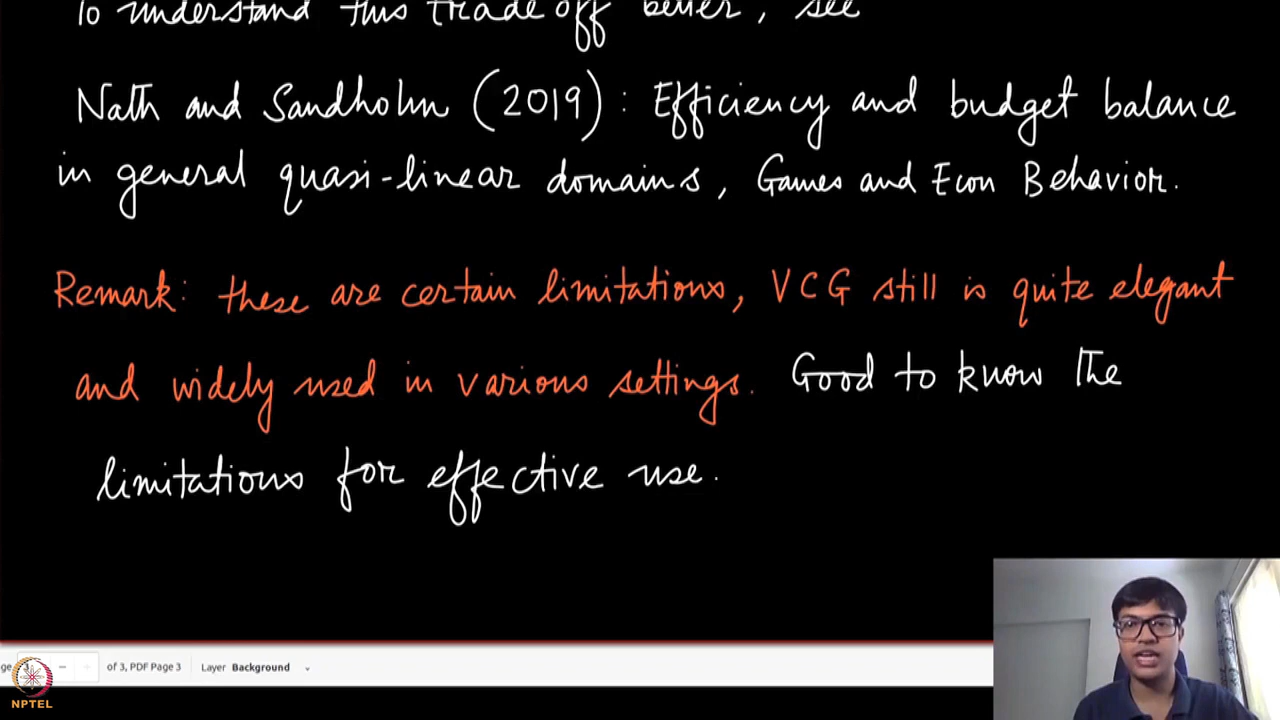 To understand this trade off better, see
Nath and Sandholm (2019): Efficiency and budget balance
in general quasi-linear domains, Games and Econ Behavior.
Remark: these are certain limitations, VCG still is quite elegant
and widely used in various settings. Good to know the
limitations for effective use.
of 3, PDF Page 3 Layer Background
NPTEL